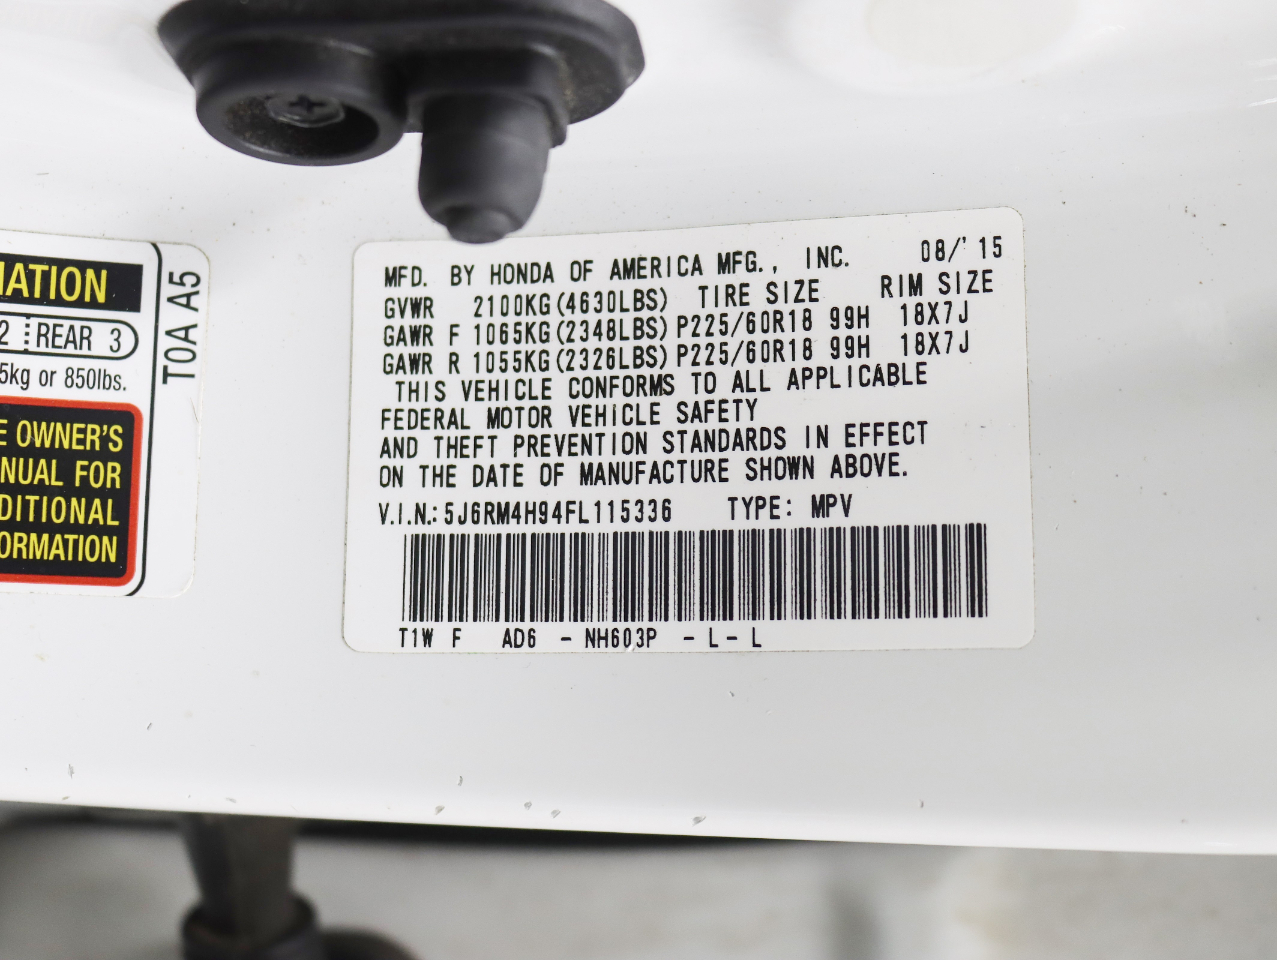 MATION
2 REAR 3
5kg or 850lbs.
E OWNER'S
NUAL FOR
DITIONAL
ORMATION
T0A A5
MFD. BY HONDA OF AMERICA MFG., INC. 08/'15
GVWR 2100KG(4630LBS) TIRE SIZE RIM SIZE
GAWR F 1065KG(2348LBS) P225/60R18 99H 18X7J
GAWR R 1055KG(2326LBS) P225/60R18 99H 18X7J
THIS VEHICLE CONFORMS TO ALL APPLICABLE
FEDERAL MOTOR VEHICLE SAFETY
AND THEFT PREVENTION STANDARDS IN EFFECT
ON THE DATE OF MANUFACTURE SHOWN ABOVE.
V.I.N.:5J6RM4H94FL115336 TYPE: MPV
T1W F AD6 - NH603P - L - L